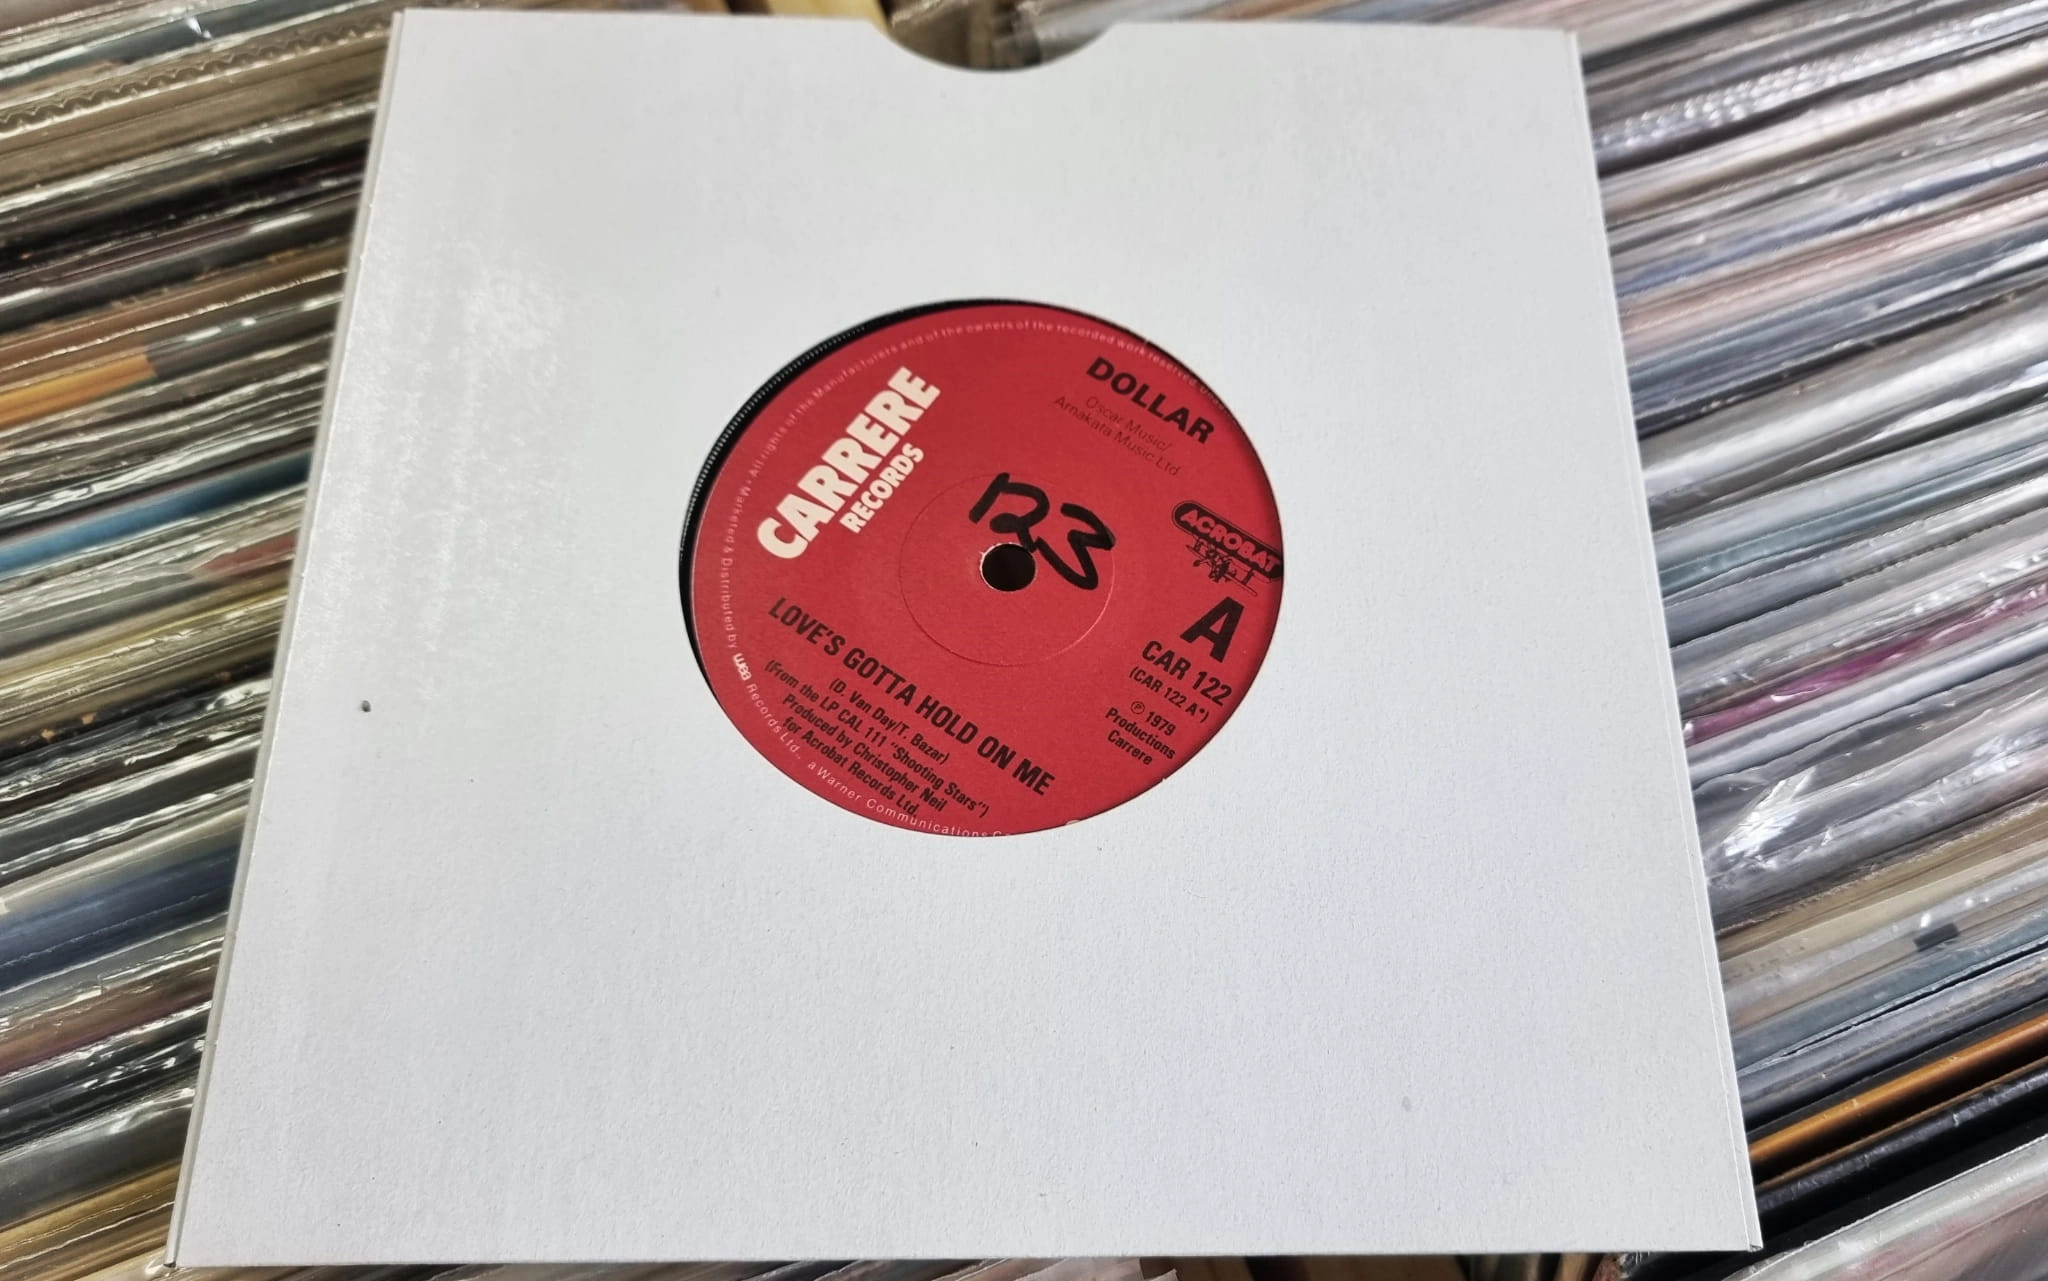 CARRERE
RECORDS
DOLLAR
Oscar Music/
Arnakata Music Ltd
ACROBAT
A
CAR 122
(CAR 122 A*)
℗ 1979
Productions
Carrere
LOVE'S GOTTA HOLD ON ME
(D. Van Day/T. Bazar)
(From the LP CAL 111 "Shooting Stars")
Produced by Christopher Neil
for Acrobat Records Ltd.
Marketed & Distributed by wea Records Ltd., a Warner Communications
All rights of the Manufacturers and of the owners of the recorded work reserved